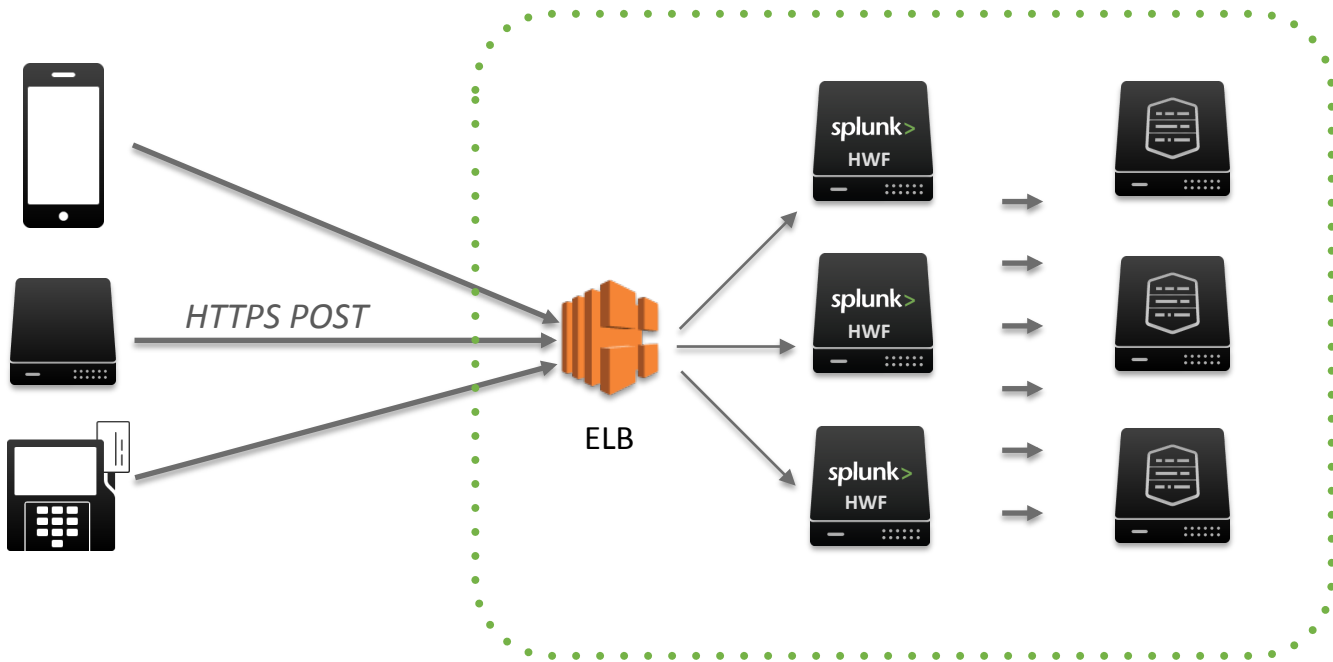 splunk>
HWF
HTTPS POST
splunk>
HWF
ELB
splunk>
HWF